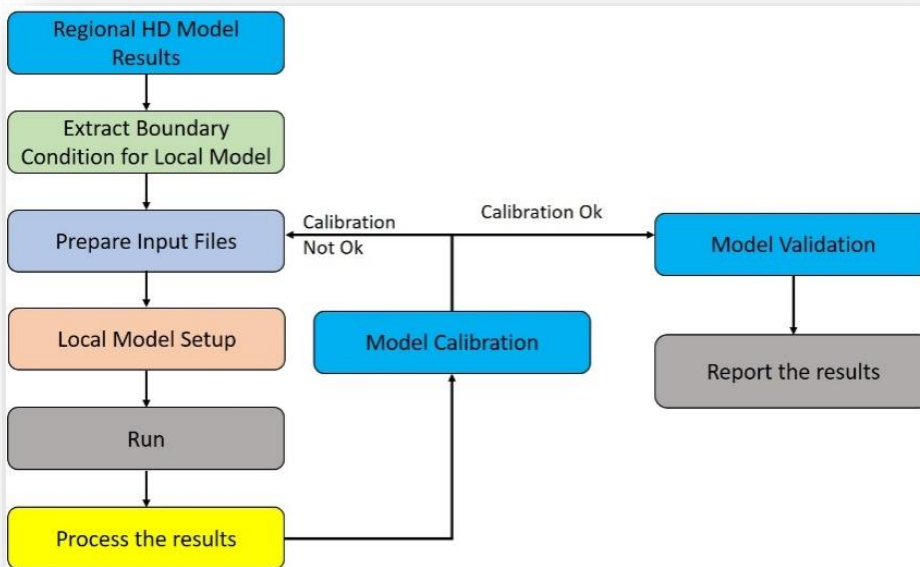 Regional HD Model
Results
Extract Boundary
Condition for Local Model
Prepare Input Files
Local Model Setup
Run
Process the results
Calibration
Not Ok
Calibration Ok
Model Calibration
Model Validation
Report the results